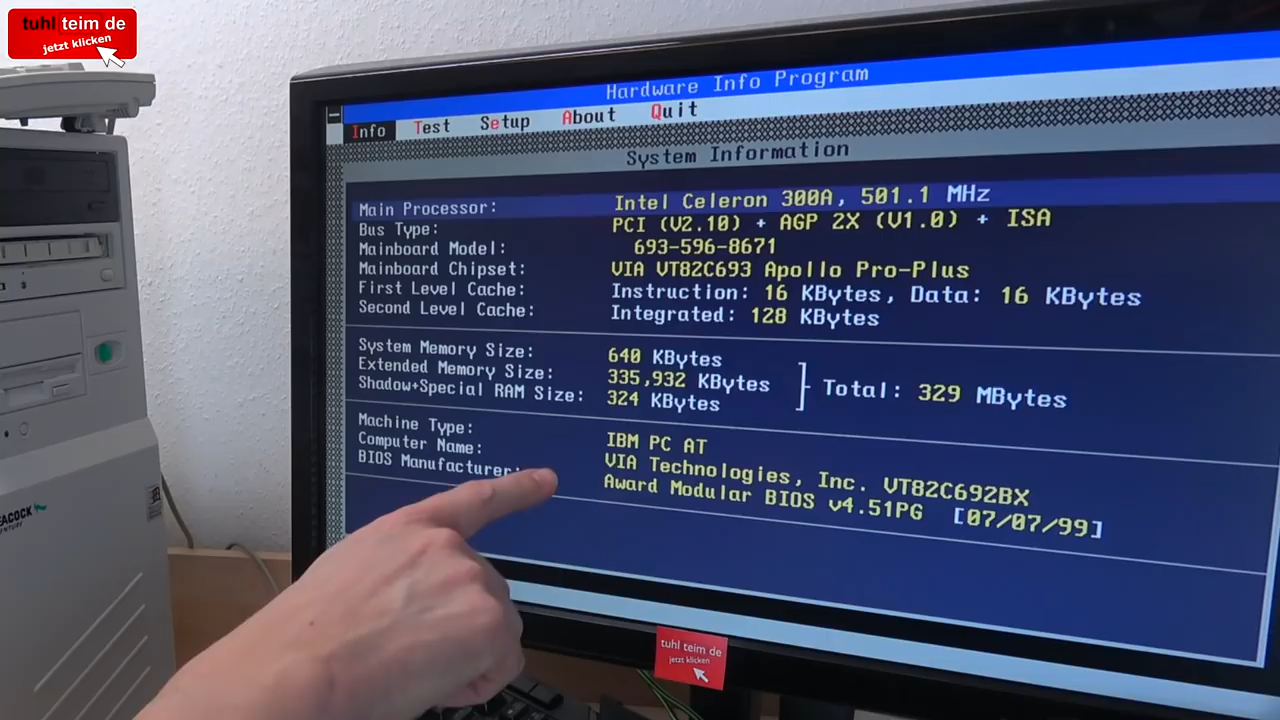 tuhl teim de
jetzt klicken
Hardware Info Program
Info Test Setup About Quit
System Information
Main Processor: Intel Celeron 300A, 501.1 MHz
Bus Type: PCI (V2.10) + AGP 2X (V1.0) + ISA
Mainboard Model: 693-596-8671
Mainboard Chipset: VIA VT82C693 Apollo Pro-Plus
First Level Cache: Instruction: 16 KBytes, Data: 16 KBytes
Second Level Cache: Integrated: 128 KBytes
System Memory Size: 640 KBytes
Extended Memory Size: 335,932 KBytes
Shadow+Special RAM Size: 324 KBytes
Total: 329 MBytes
Machine Type: IBM PC AT
Computer Name: VIA Technologies, Inc. VT82C692BX
BIOS Manufacturer: Award Modular BIOS v4.51PG [07/07/99]
EACOCK
tuhl teim de
jetzt klicken